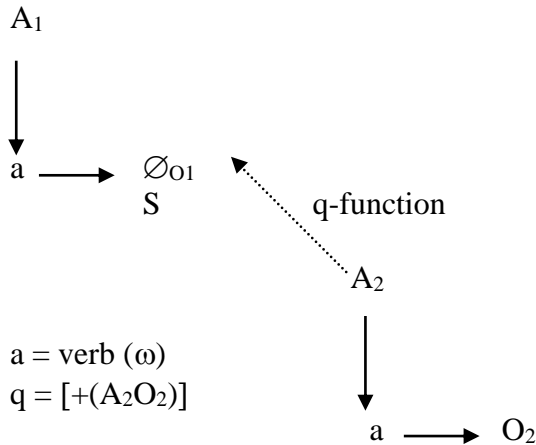 A₁
a ∅O1
S
q-function
A₂
a = verb (ω)
q = [+(A₂O₂)]
a O₂